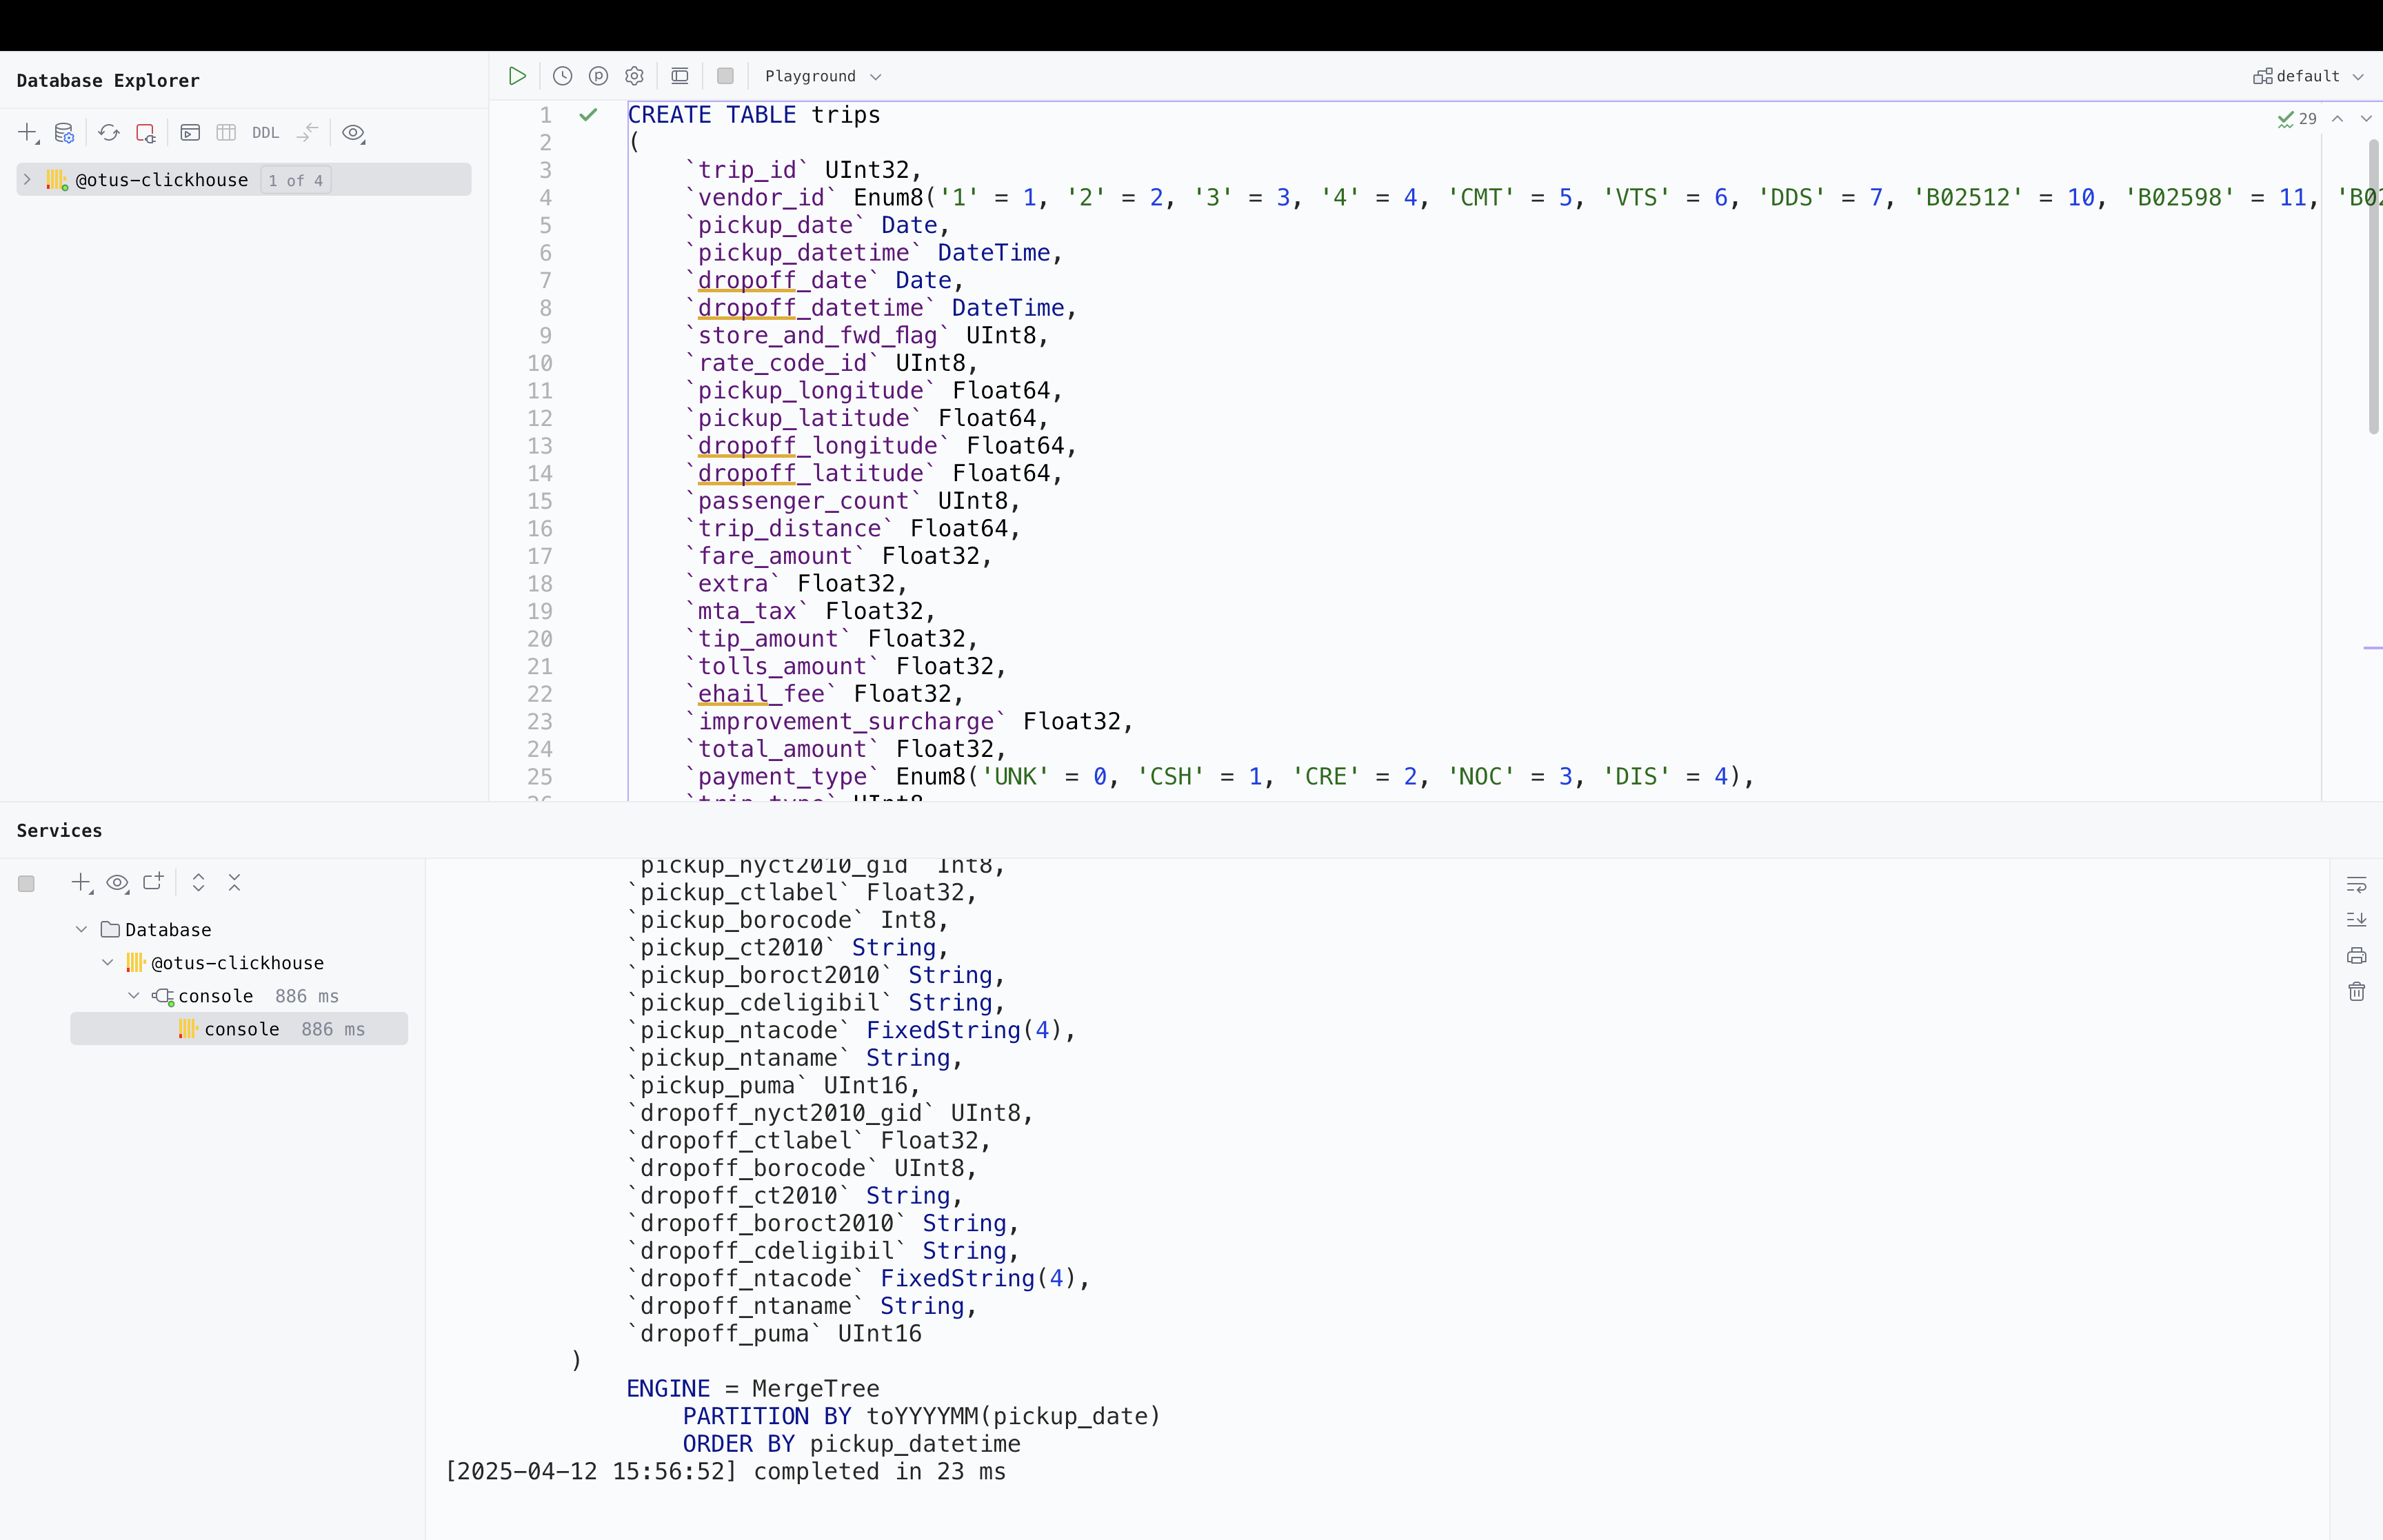 Database Explorer
Playground
default
DDL
@otus-clickhouse 1 of 4
29
1 CREATE TABLE trips
2 (
3 `trip_id` UInt32,
4 `vendor_id` Enum8('1' = 1, '2' = 2, '3' = 3, '4' = 4, 'CMT' = 5, 'VTS' = 6, 'DDS' = 7, 'B02512' = 10, 'B02598' = 11, 'B02
5 `pickup_date` Date,
6 `pickup_datetime` DateTime,
7 `dropoff_date` Date,
8 `dropoff_datetime` DateTime,
9 `store_and_fwd_flag` UInt8,
10 `rate_code_id` UInt8,
11 `pickup_longitude` Float64,
12 `pickup_latitude` Float64,
13 `dropoff_longitude` Float64,
14 `dropoff_latitude` Float64,
15 `passenger_count` UInt8,
16 `trip_distance` Float64,
17 `fare_amount` Float32,
18 `extra` Float32,
19 `mta_tax` Float32,
20 `tip_amount` Float32,
21 `tolls_amount` Float32,
22 `ehail_fee` Float32,
23 `improvement_surcharge` Float32,
24 `total_amount` Float32,
25 `payment_type` Enum8('UNK' = 0, 'CSH' = 1, 'CRE' = 2, 'NOC' = 3, 'DIS' = 4),
Services
Database
@otus-clickhouse
console 886 ms
console 886 ms
pickup_nyct2010_gid Int8,
`pickup_ctlabel` Float32,
`pickup_borocode` Int8,
`pickup_ct2010` String,
`pickup_boroct2010` String,
`pickup_cdeligibil` String,
`pickup_ntacode` FixedString(4),
`pickup_ntaname` String,
`pickup_puma` UInt16,
`dropoff_nyct2010_gid` UInt8,
`dropoff_ctlabel` Float32,
`dropoff_borocode` UInt8,
`dropoff_ct2010` String,
`dropoff_boroct2010` String,
`dropoff_cdeligibil` String,
`dropoff_ntacode` FixedString(4),
`dropoff_ntaname` String,
`dropoff_puma` UInt16
)
ENGINE = MergeTree
PARTITION BY toYYYYMM(pickup_date)
ORDER BY pickup_datetime
[2025-04-12 15:56:52] completed in 23 ms